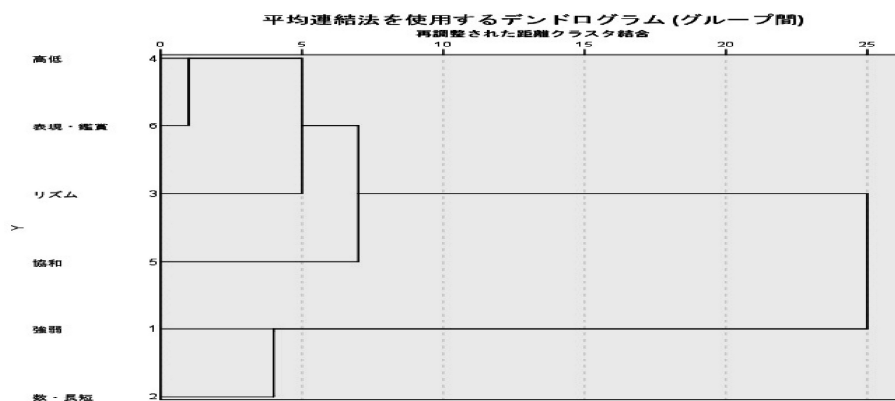 平均連結法を使用するデンドログラム (グループ間)
再調整された距離クラスタ結合
0 5 10 15 20 25
高低 4
表現・鑑賞 6
リズム 3
Y
協和 5
強弱 1
数・長短 2